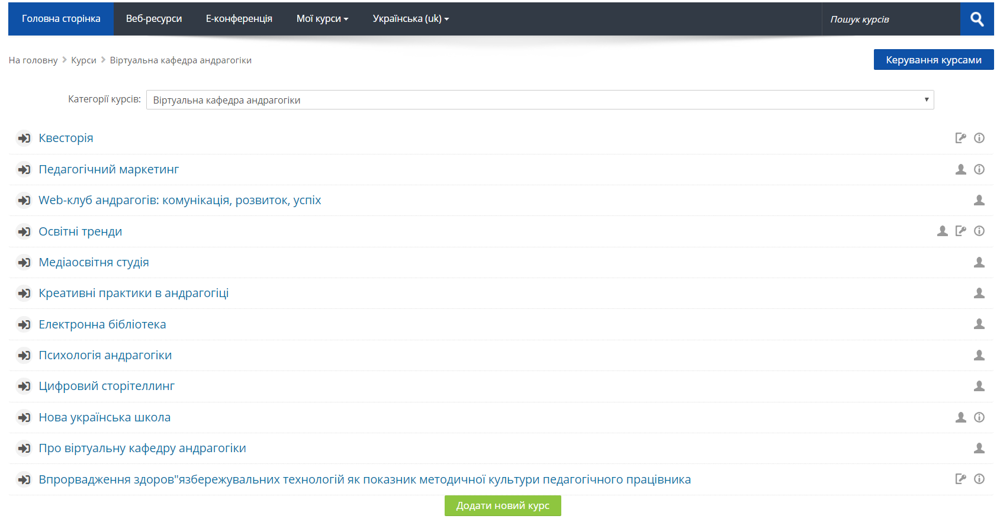 Головна сторінка Веб-ресурси Е-конференція Мої курси Українська (uk) Пошук курсів
На головну Курси Віртуальна кафедра андрагогіки Керування курсами
Категорії курсів: Віртуальна кафедра андрагогіки
Квесторія
Педагогічний маркетинг
Web-клуб андрагогів: комунікація, розвиток, успіх
Освітні тренди
Медіаосвітня студія
Креативні практики в андрагогіці
Електронна бібліотека
Психологія андрагогіки
Цифровий сторітеллинг
Нова українська школа
Про віртуальну кафедру андрагогіки
Впрорвадження здоров"язбережувальних технологій як показник методичної культури педагогічного працівника
Додати новий курс